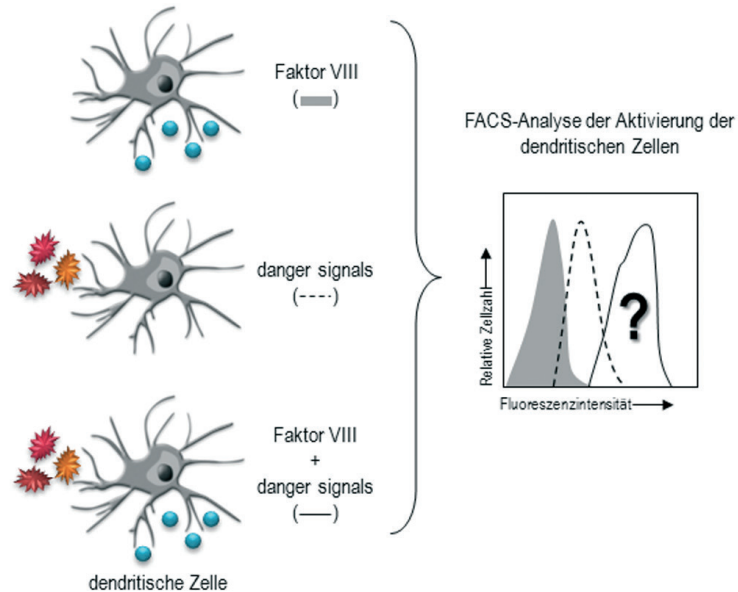 Faktor VIII
( )
danger signals
(----)
Faktor VIII
+
danger signals
(—)
dendritische Zelle
FACS-Analyse der Aktivierung der
dendritischen Zellen
Relative Zellzahl
?
Fluoreszenzintensität